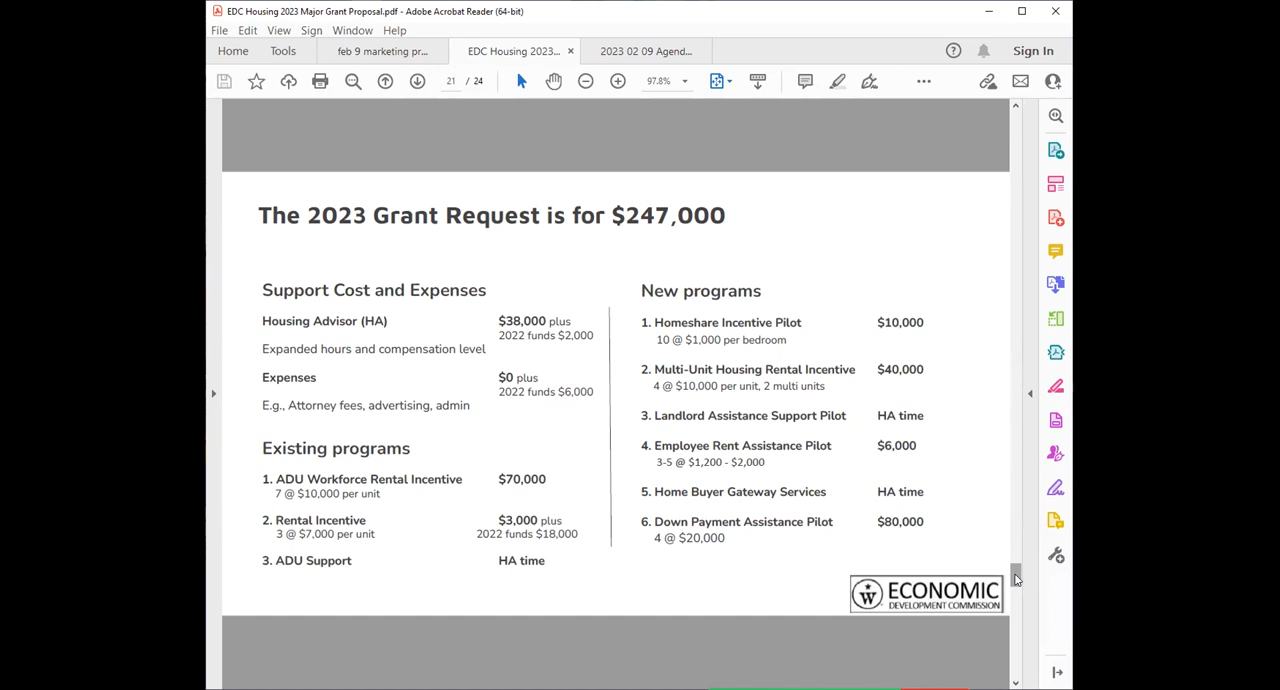 EDC Housing 2023 Major Grant Proposal.pdf - Adobe Acrobat Reader (64-bit)
File Edit View Sign Window Help
Home Tools feb 9 marketing pr... EDC Housing 2023... × 2023 02 09 Agend... Sign In
21 / 24 97.8%
The 2023 Grant Request is for $247,000
Support Cost and Expenses
Housing Advisor (HA) $38,000 plus
2022 funds $2,000
Expanded hours and compensation level
Expenses $0 plus
2022 funds $6,000
E.g., Attorney fees, advertising, admin
Existing programs
1. ADU Workforce Rental Incentive $70,000
7 @ $10,000 per unit
2. Rental Incentive $3,000 plus
3 @ $7,000 per unit 2022 funds $18,000
3. ADU Support HA time
New programs
1. Homeshare Incentive Pilot $10,000
10 @ $1,000 per bedroom
2. Multi-Unit Housing Rental Incentive $40,000
4 @ $10,000 per unit, 2 multi units
3. Landlord Assistance Support Pilot HA time
4. Employee Rent Assistance Pilot $6,000
3-5 @ $1,200 - $2,000
5. Home Buyer Gateway Services HA time
6. Down Payment Assistance Pilot $80,000
4 @ $20,000
W ECONOMIC
DEVELOPMENT COMMISSION